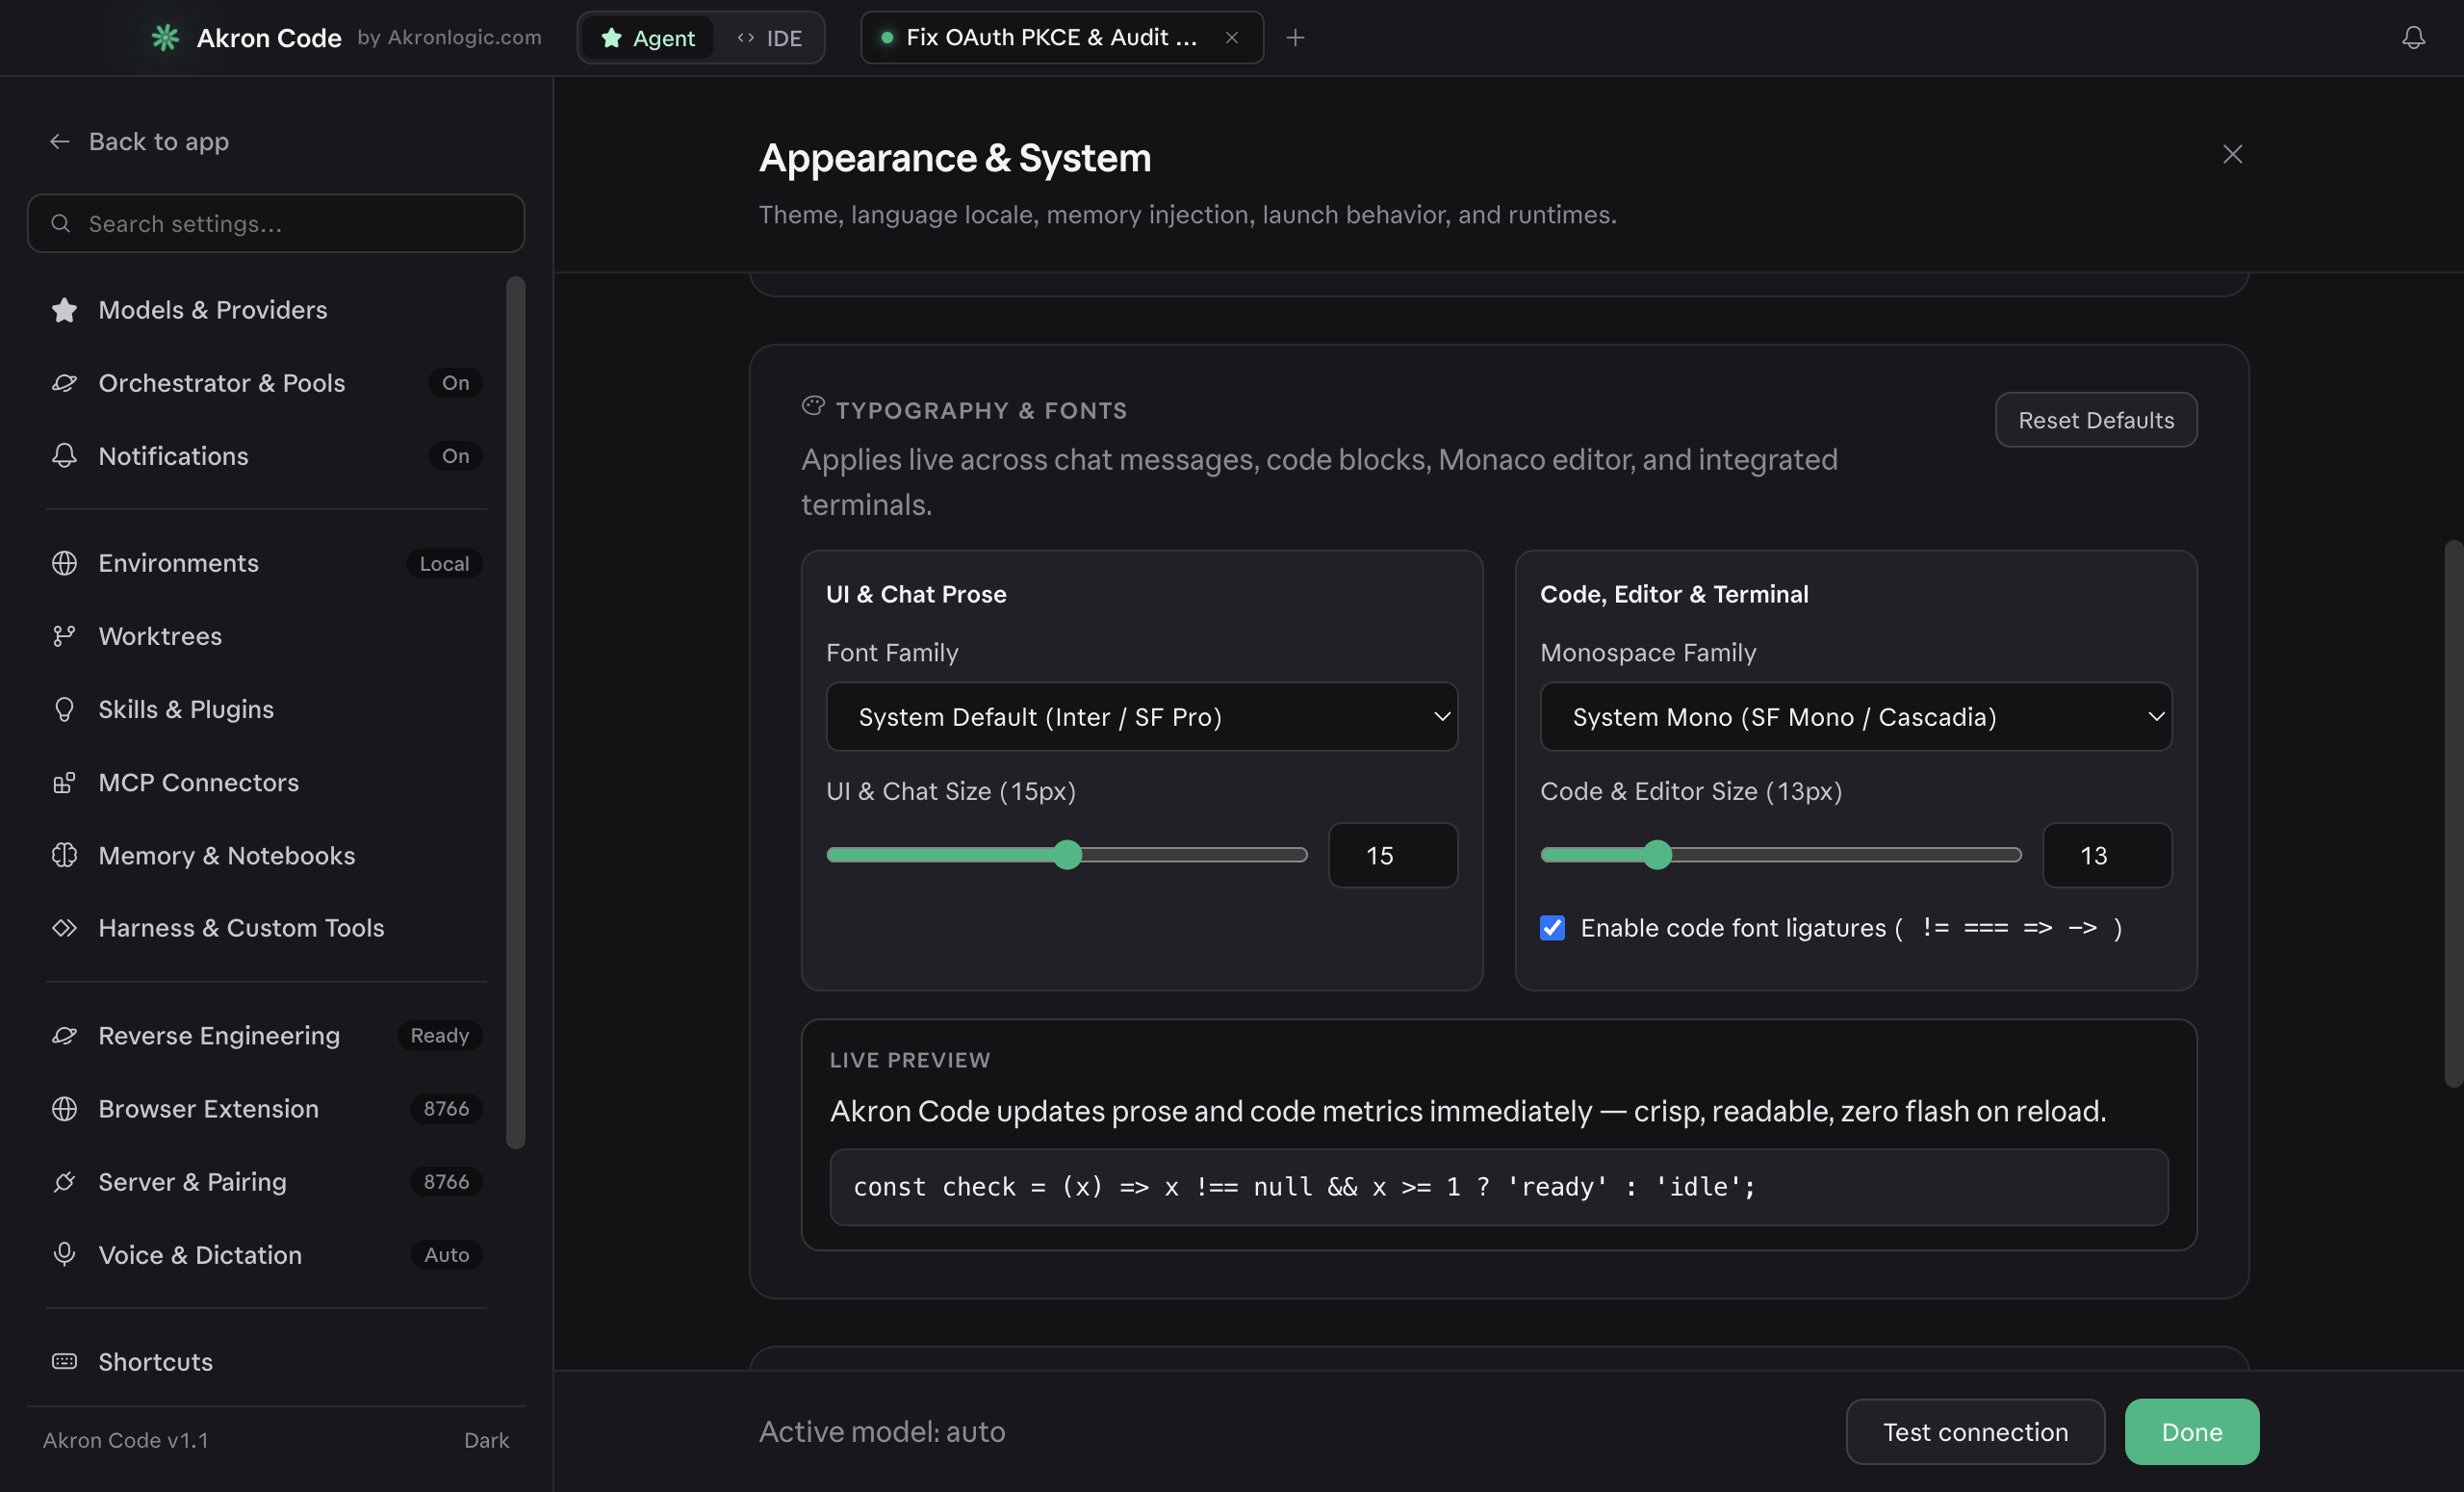 Akron Code by Akronlogic.com
Agent
IDE
Fix OAuth PKCE & Audit ...
Back to app
Search settings...
Models & Providers
Orchestrator & Pools On
Notifications On
Environments Local
Worktrees
Skills & Plugins
MCP Connectors
Memory & Notebooks
Harness & Custom Tools
Reverse Engineering Ready
Browser Extension 8766
Server & Pairing 8766
Voice & Dictation Auto
Shortcuts
Akron Code v1.1 Dark
Appearance & System
Theme, language locale, memory injection, launch behavior, and runtimes.
TYPOGRAPHY & FONTS
Reset Defaults
Applies live across chat messages, code blocks, Monaco editor, and integrated
terminals.
UI & Chat Prose
Font Family
System Default (Inter / SF Pro)
UI & Chat Size (15px)
15
Code, Editor & Terminal
Monospace Family
System Mono (SF Mono / Cascadia)
Code & Editor Size (13px)
13
Enable code font ligatures ( != === => -> )
LIVE PREVIEW
Akron Code updates prose and code metrics immediately — crisp, readable, zero flash on reload.
const check = (x) => x !== null && x >= 1 ? 'ready' : 'idle';
Active model: auto
Test connection
Done